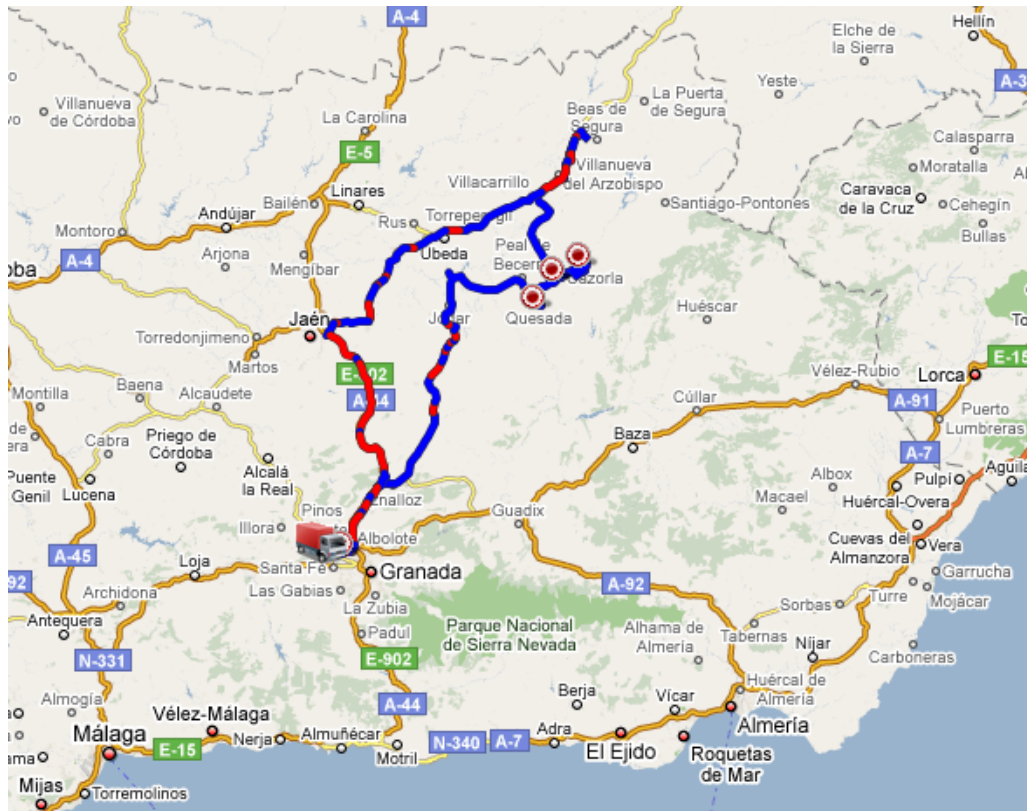 A-4
Hellín
Elche de
la Sierra
A-3
Villanueva
de Córdoba
La Carolina
La Puerta
de Segura
Yeste
Beas de
Segura
E-5
Calasparra
Moratalla
Villanueva
del Arzobispo
Villacarrillo
Linares
Bailén
Andújar
Rus
Torreperogil
Santiago-Pontones
Caravaca
de la Cruz
Cehegín
Bullas
Montoro
Úbeda
A-4
Arjona
Mengíbar
Peal de
Becerro
Cazorla
oba
Quesada
Huéscar
Jaén
Jódar
Torredonjimeno
Martos
E-902
A-44
E-15
Lorca
Vélez-Rubio
Montilla
Baena
Alcaudete
Cúllar
A-91
Puerto
Lumbreras
Cabra
Priego de
Córdoba
Baza
A-7
Puente
Genil
Lucena
Alcalá
la Real
Albox
Pulpí
Huércal-Overa
Macael
Pinos
Illora
Guadix
Albolote
Cuevas del
Almanzora
Vera
A-45
Loja
Santa Fé
Granada
Garrucha
92
Archidona
Las Gabias
A-92
Turre
Mojácar
La Zubia
Sorbas
Antequera
Padul
Parque Nacional
de Sierra Nevada
Alhama de
Almería
Tabernas
Níjar
Carboneras
N-331
E-902
Almogía
A-44
Berja
Vícar
Huércal de
Almería
Vélez-Málaga
Málaga
Almería
E-15
Nerja
Almuñécar
Motril
N-340
A-7
Adra
El Ejido
Roquetas
de Mar
Mijas
Torremolinos